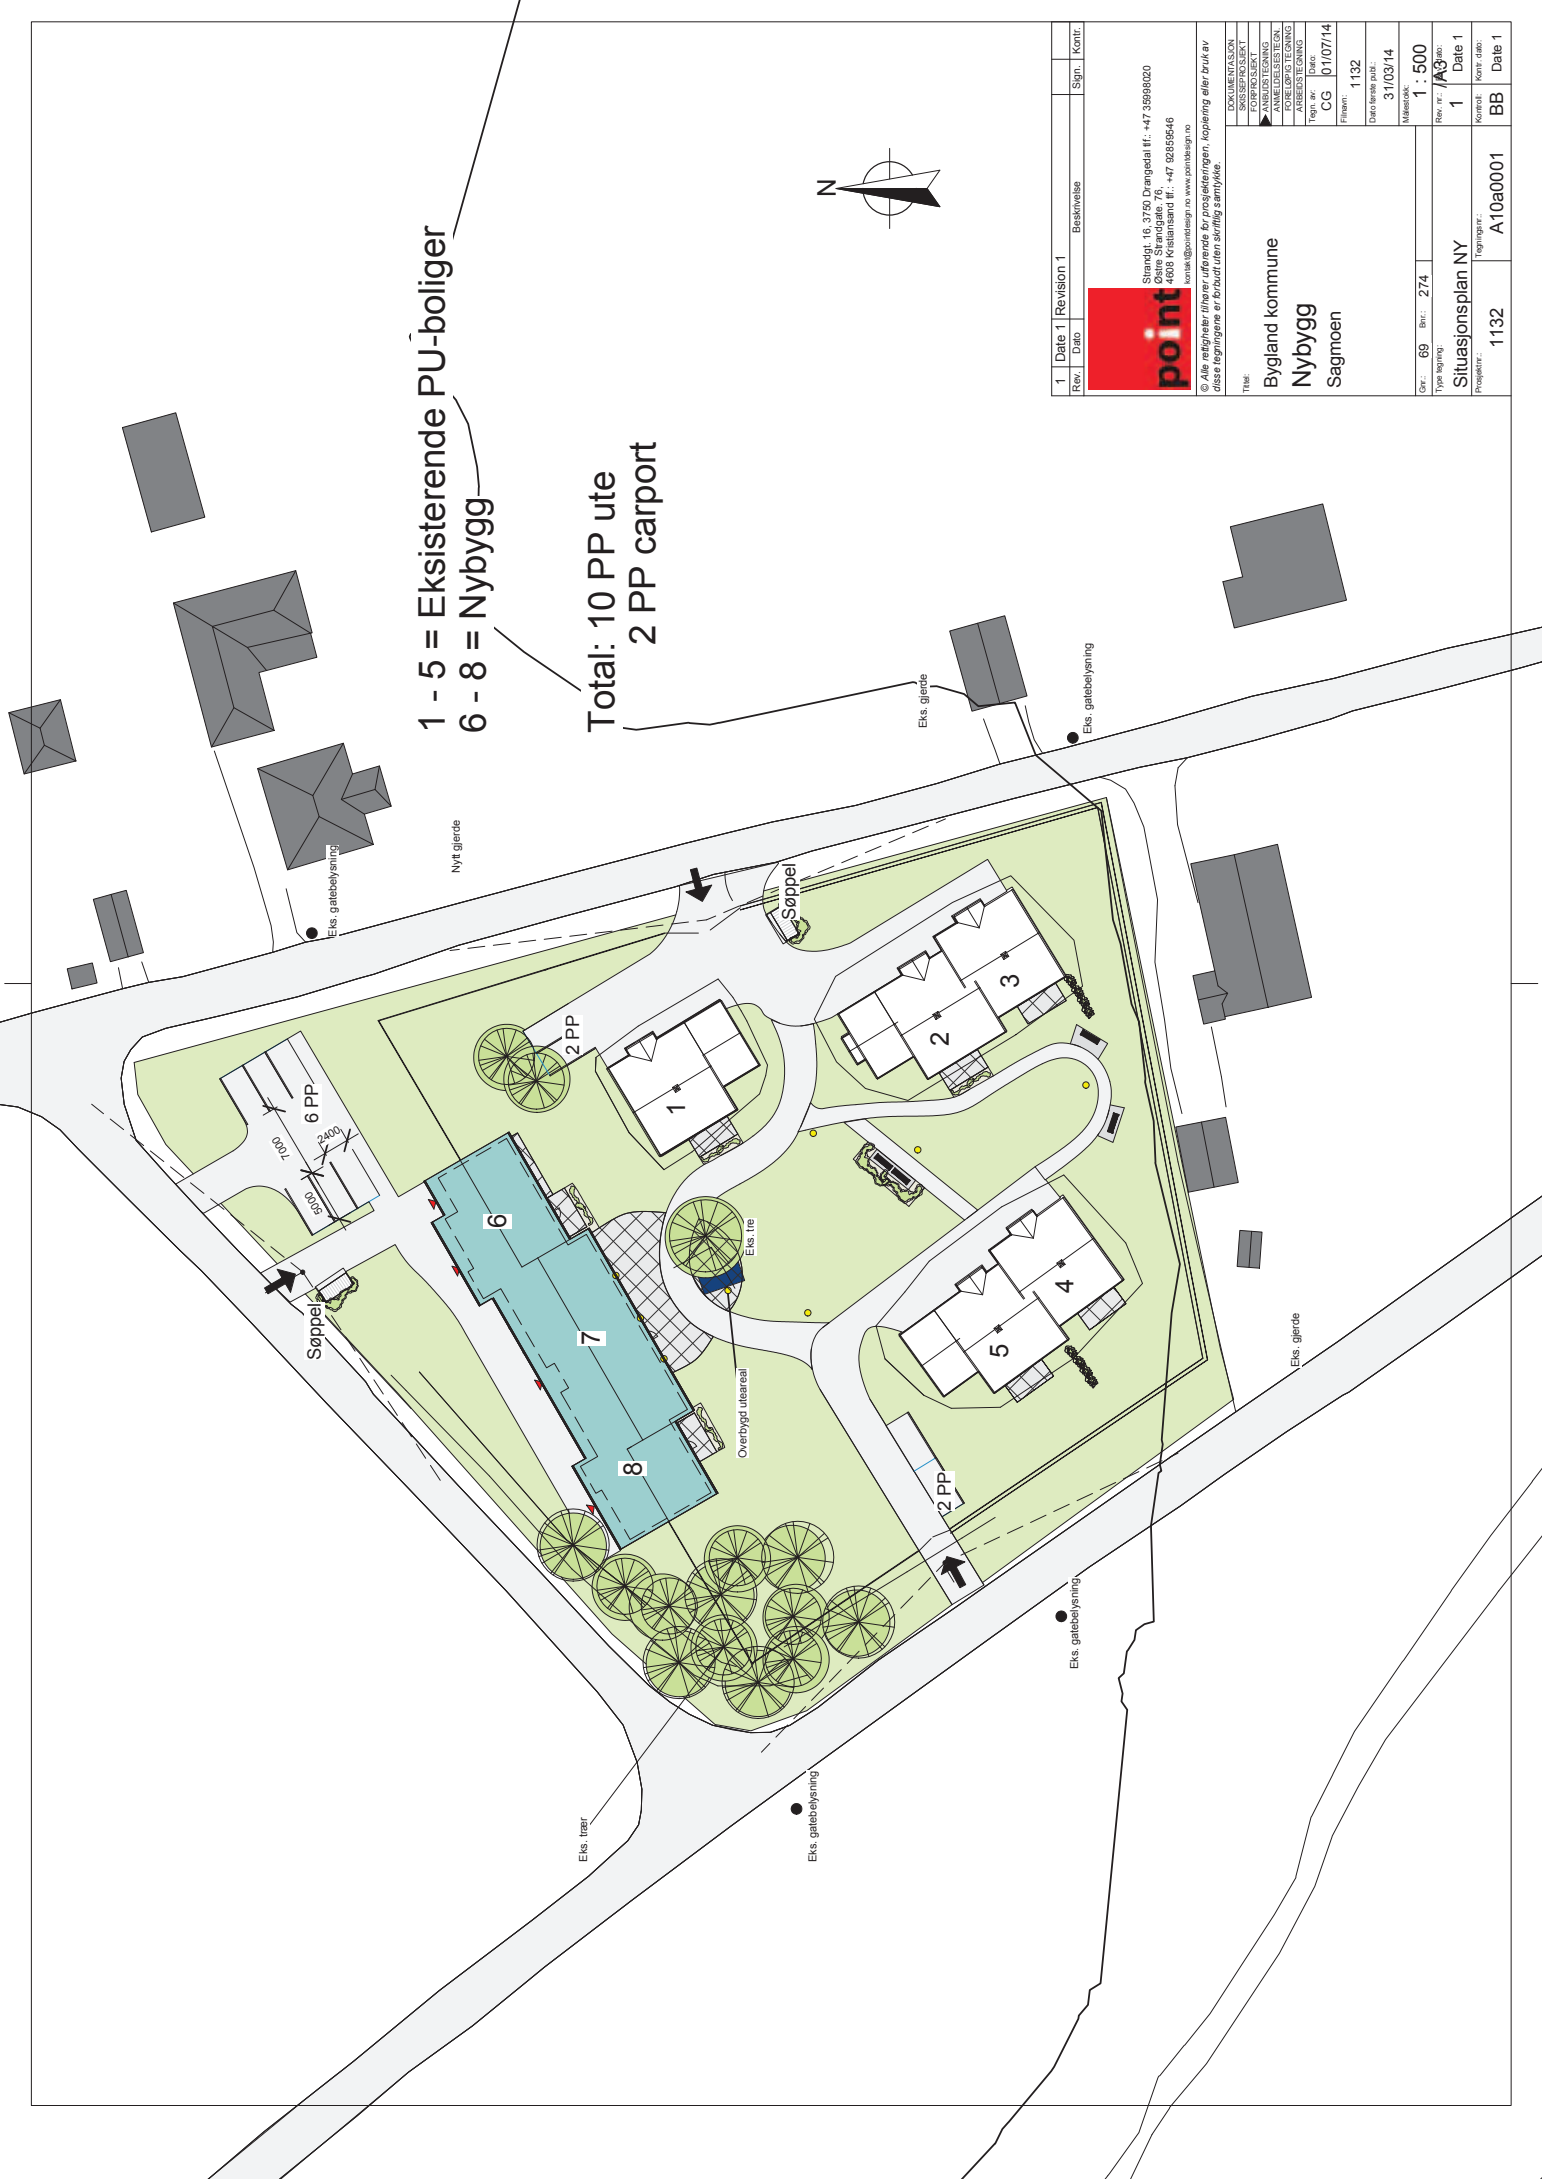 1 - 5 = Eksisterende PU-boliger
6 - 8 = Nybygg
Total: 10 PP ute
2 PP carport
N
Eks. gatebelysning
Nytt gjerde
Eks. gjerde
Eks. gatebelysning
6 PP
7000
2400
5000
2 PP
Søppel
Søppel
1
2
3
4
5
6
7
8
Eks. tre
Overbygd uteareal
2 PP
Eks. gjerde
Eks. trær
Eks. gatebelysning
Eks. gatebelysning
1 Date 1 Revision 1
Rev. Dato Beskrivelse Sign. Kontr.
point
Strandgt. 16, 3750 Drangedal tlf.: +47 35998020
Østre Strandgate. 76,
4608 Kristiansand tlf.: +47 92859546
kontakt@pointdesign.no www.pointdesign.no
© Alle rettigheter tilhører utførende for prosjekteringen, kopiering eller bruk av
disse tegningene er forbudt uten skriftlig samtykke.
DOKUMENTASJON
SKISSEPROSJEKT
FORPROSJEKT
ANBUDSTEGNING
ANMELDELSESTEGN.
FORELØPIG TEGNING
ARBEIDSTEGNING
Tittel:
Bygland kommune
Nybygg
Sagmoen
Tegn. av: Dato:
CG 01/07/14
Filnavn:
1132
Dato første publ.:
31/03/14
Målestokk:
1 : 500
/A3
Gnr.: 69 Bnr.: 274
Type tegning:
Situasjonsplan NY
Rev. nr.:
1 Date 1
Prosjektnr.:
1132
Tegningsnr.:
A10a0001
Kontroll:
BB
Kontr. dato:
Date 1